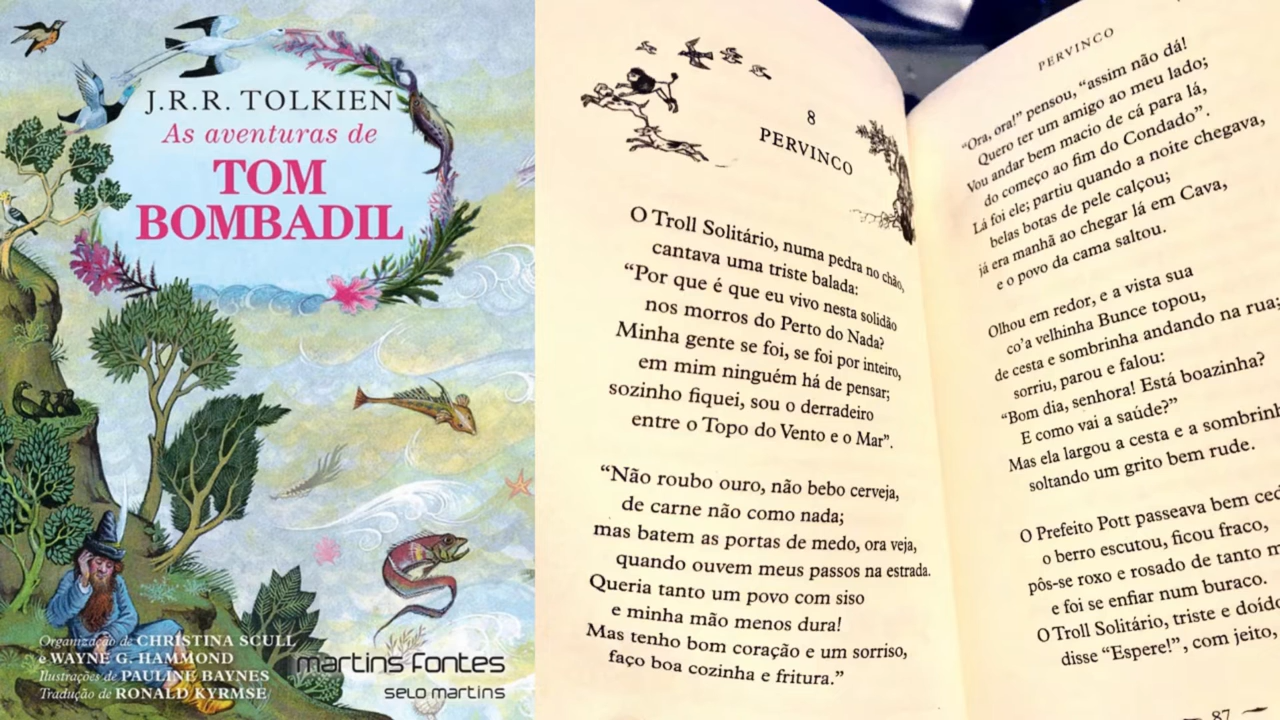 J.R.R. TOLKIEN
As aventuras de
TOM
BOMBADIL
Organização de CHRISTINA SCULL
e WAYNE G. HAMMOND
Ilustrações de PAULINE BAYNES
Tradução de RONALD KYRMSE
martins fontes
selo martins
8
PERVINCO
O Troll Solitário, numa pedra no chão,
cantava uma triste balada:
“Por que é que eu vivo nesta solidão
nos morros do Perto do Nada?
Minha gente se foi, se foi por inteiro,
em mim ninguém há de pensar;
sozinho fiquei, sou o derradeiro
entre o Topo do Vento e o Mar”.
“Não roubo ouro, não bebo cerveja,
de carne não como nada;
mas batem as portas de medo, ora veja,
quando ouvem meus passos na estrada.
Queria tanto um povo com siso
e minha mão menos dura!
Mas tenho bom coração e um sorriso,
faço boa cozinha e fritura.”
PERVINCO
“Ora, ora!” pensou, “assim não dá!
Quero ter um amigo ao meu lado;
Vou andar bem macio de cá para lá,
do começo ao fim do Condado”.
Lá foi ele; partiu quando a noite chegava,
belas botas de pele calçou;
já era manhã ao chegar lá em Cava,
e o povo da cama saltou.
Olhou em redor, e a vista sua
co’a velhinha Bunce topou,
de cesta e sombrinha andando na rua;
sorriu, parou e falou:
“Bom dia, senhora! Está boazinha?
E como vai a saúde?”
Mas ela largou a cesta e a sombrinh
soltando um grito bem rude.
O Prefeito Pott passeava bem ced
o berro escutou, ficou fraco,
pôs-se roxo e rosado de tanto m
e foi se enfiar num buraco.
O Troll Solitário, triste e doído
disse “Espere!”, com jeito,
87